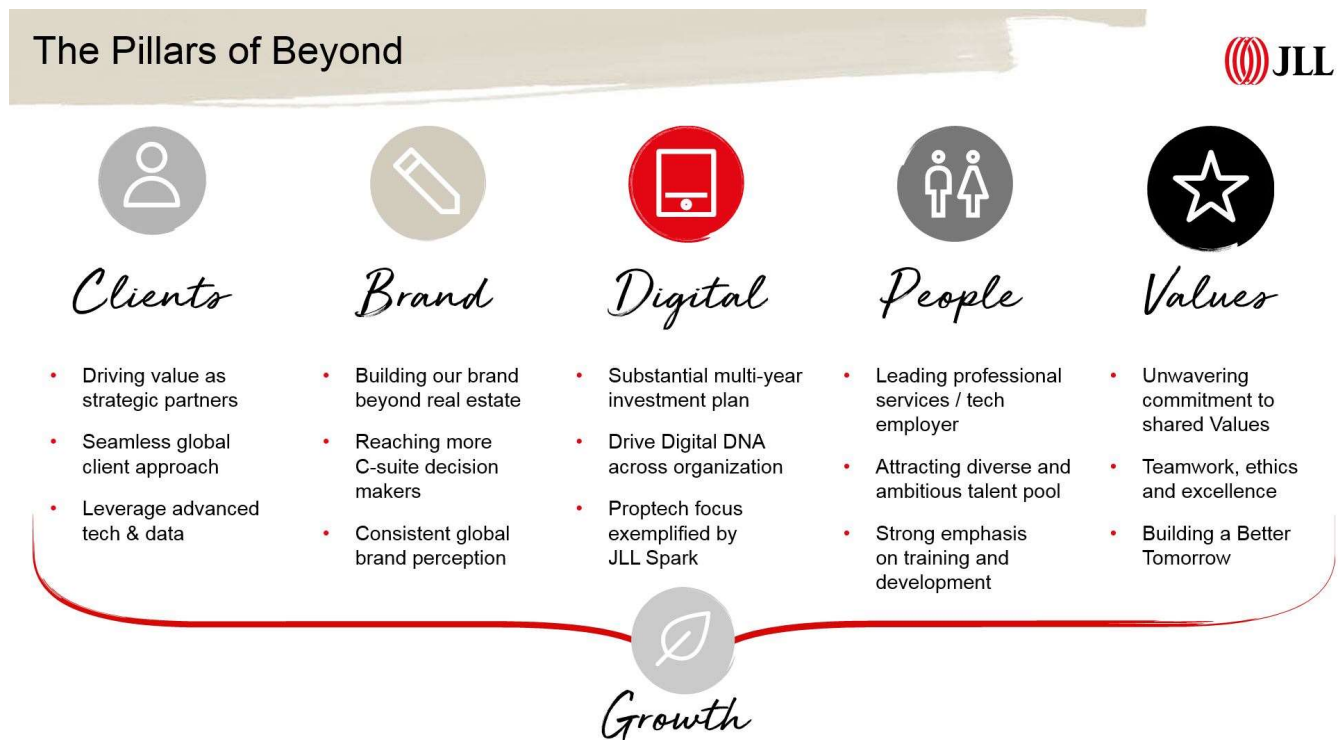 The Pillars of Beyond
JLL
Clients
Driving value as
strategic partners
Seamless global
client approach
Leverage advanced
tech & data
Brand
Building our brand
beyond real estate
Reaching more
C-suite decision
makers
Consistent global
brand perception
Digital
Substantial multi-year
investment plan
Drive Digital DNA
across organization
Proptech focus
exemplified by
JLL Spark
People
Leading professional
services / tech
employer
Attracting diverse and
ambitious talent pool
Strong emphasis
on training and
development
Values
Unwavering
commitment to
shared Values
Teamwork, ethics
and excellence
Building a Better
Tomorrow
Growth